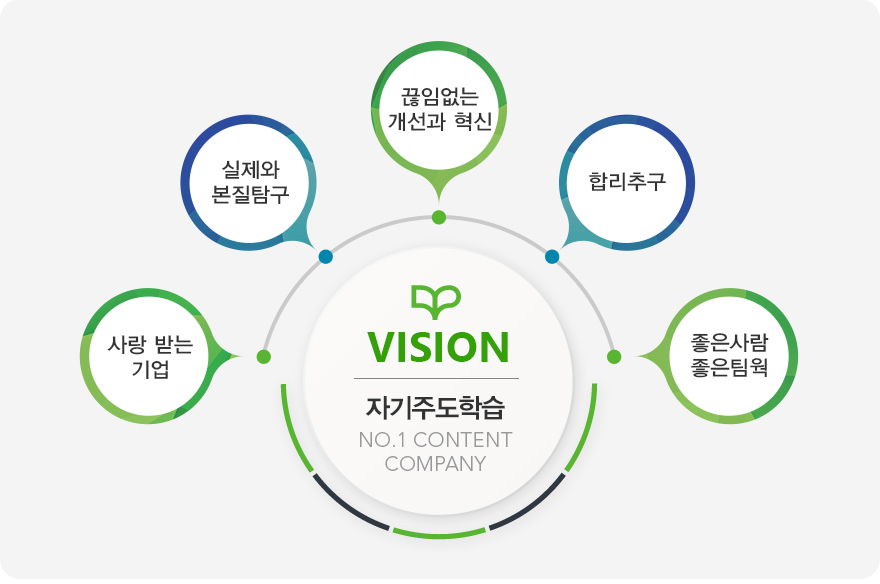 끊임없는
개선과 혁신
실제와
본질탐구
합리추구
사랑 받는
기업
좋은사람
좋은팀웍
VISION
자기주도학습
NO.1 CONTENT
COMPANY